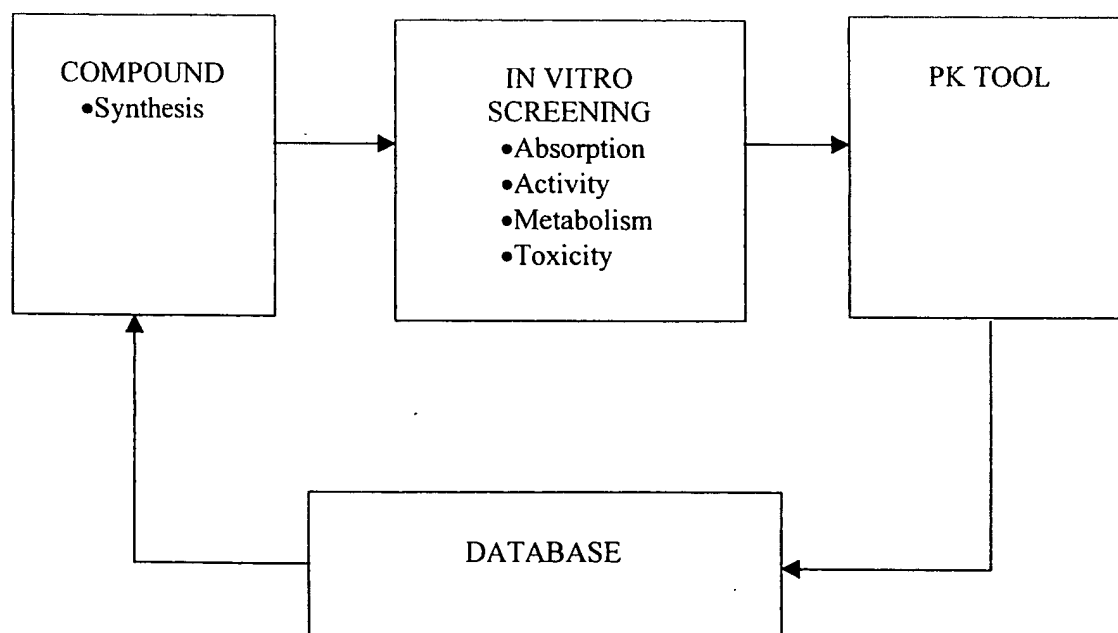 COMPOUND
•Synthesis
IN VITRO
SCREENING
•Absorption
•Activity
•Metabolism
•Toxicity
PK TOOL
DATABASE